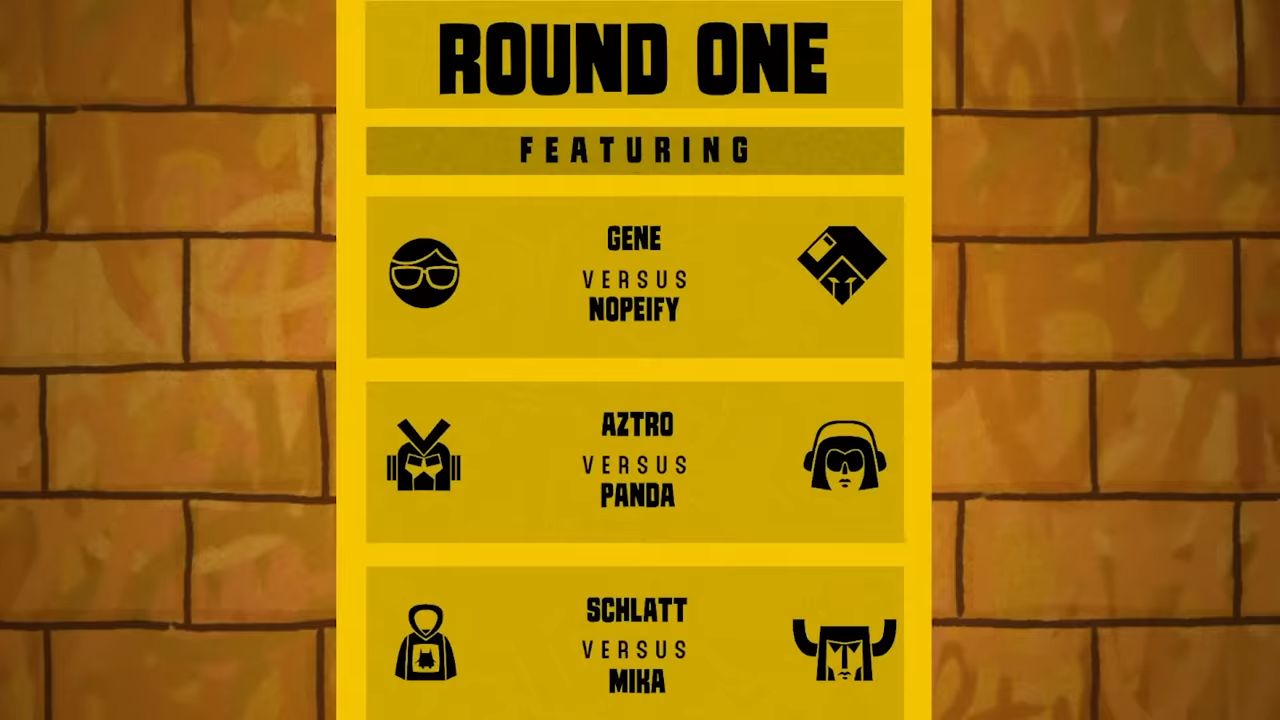 ROUND ONE
FEATURING
GENE
VERSUS
NOPEIFY
AZTRO
VERSUS
PANDA
SCHLATT
VERSUS
MIKA